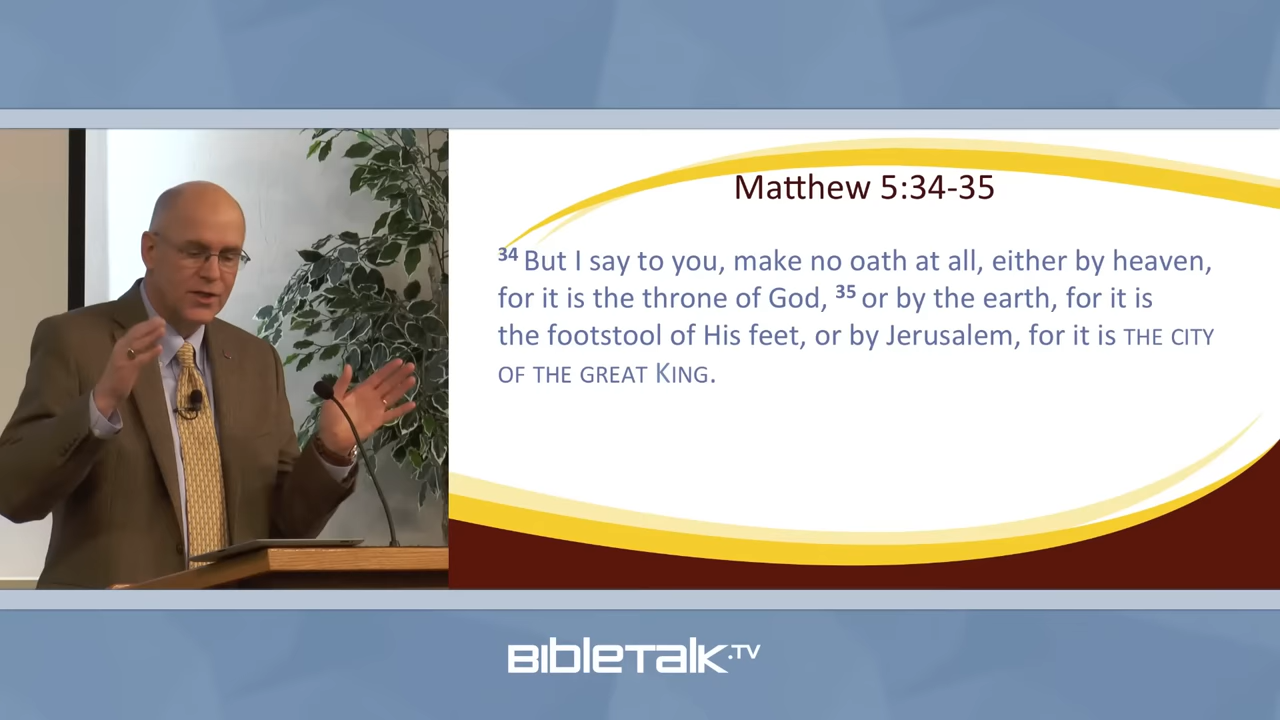 Matthew 5:34-35
34 But I say to you, make no oath at all, either by heaven,
for it is the throne of God, 35 or by the earth, for it is
the footstool of His feet, or by Jerusalem, for it is THE CITY
OF THE GREAT KING.
BIBLETALK.TV